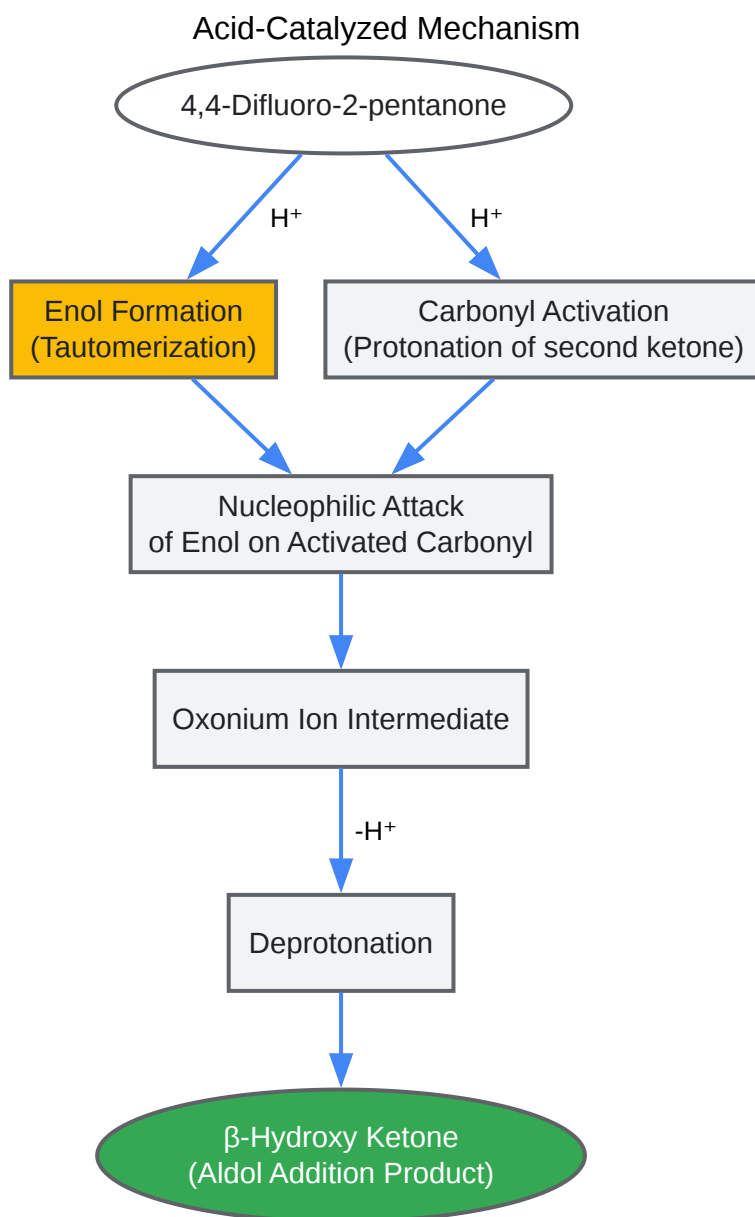 Acid-Catalyzed Mechanism
4,4-Difluoro-2-pentanone
H⁺
H⁺
Enol Formation
(Tautomerization)
Carbonyl Activation
(Protonation of second ketone)
Nucleophilic Attack
of Enol on Activated Carbonyl
Oxonium Ion Intermediate
-H⁺
Deprotonation
β-Hydroxy Ketone
(Aldol Addition Product)